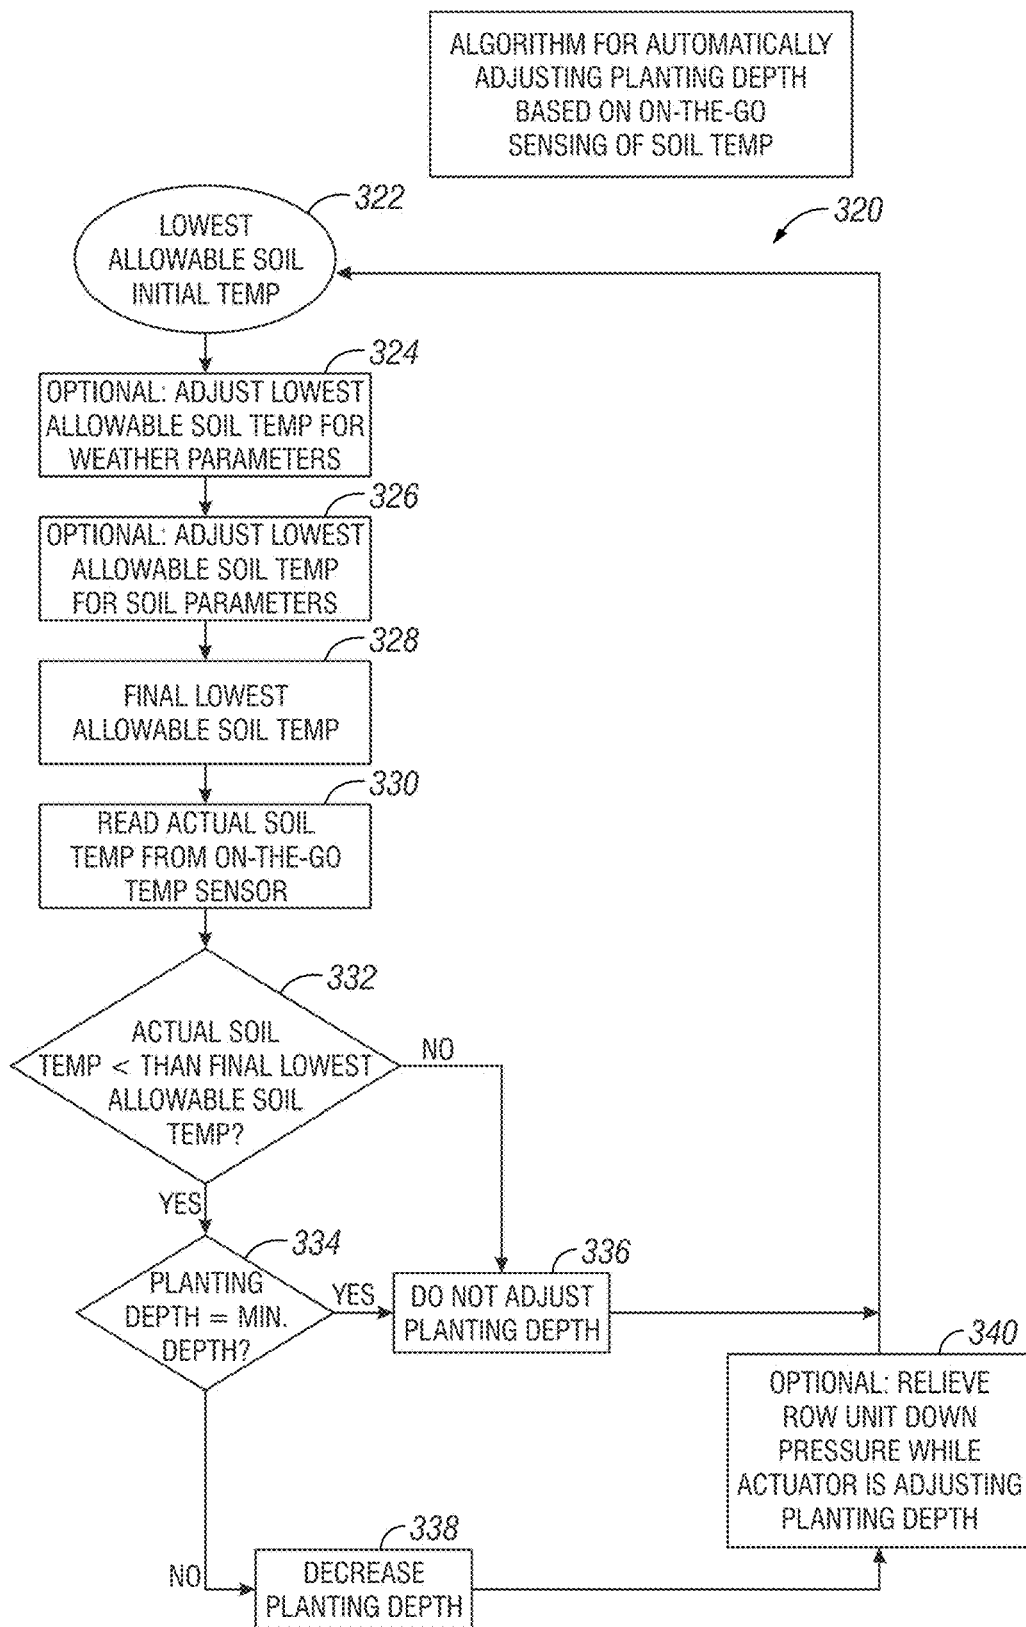 ALGORITHM FOR AUTOMATICALLY
ADJUSTING PLANTING DEPTH
BASED ON ON-THE-GO
SENSING OF SOIL TEMP
320
322
LOWEST
ALLOWABLE SOIL
INITIAL TEMP
324
OPTIONAL: ADJUST LOWEST
ALLOWABLE SOIL TEMP FOR
WEATHER PARAMETERS
326
OPTIONAL: ADJUST LOWEST
ALLOWABLE SOIL TEMP
FOR SOIL PARAMETERS
328
FINAL LOWEST
ALLOWABLE SOIL TEMP
330
READ ACTUAL SOIL
TEMP FROM ON-THE-GO
TEMP SENSOR
332
ACTUAL SOIL
TEMP < THAN FINAL LOWEST
ALLOWABLE SOIL
TEMP?
NO
YES
334
PLANTING
DEPTH = MIN.
DEPTH?
YES
336
DO NOT ADJUST
PLANTING DEPTH
340
OPTIONAL: RELIEVE
ROW UNIT DOWN
PRESSURE WHILE
ACTUATOR IS ADJUSTING
PLANTING DEPTH
NO
338
DECREASE
PLANTING DEPTH